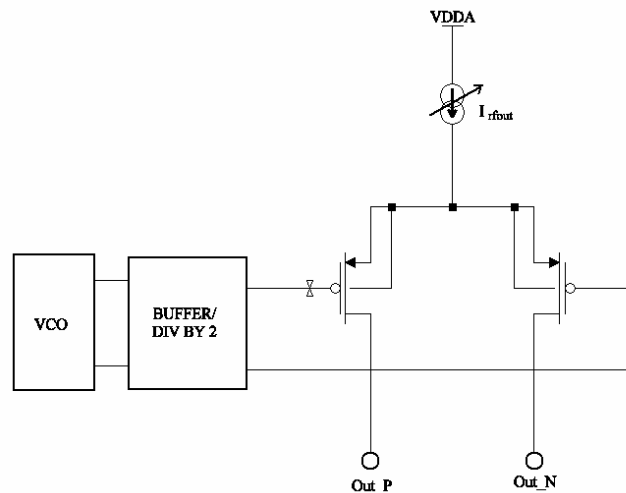 VDDA
I rfout
VCO
BUFFER/
DIV BY 2
Out_P
Out_N